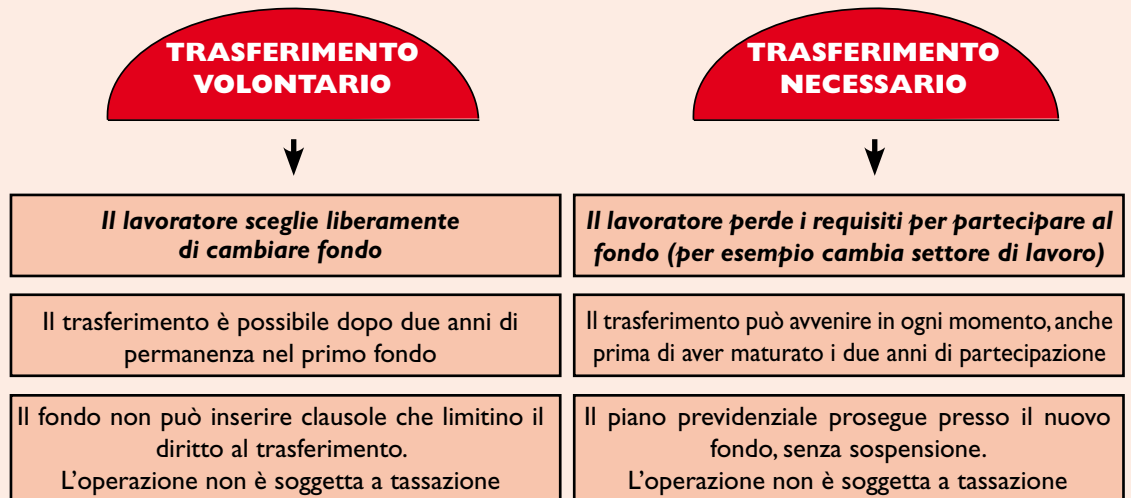 TRASFERIMENTO
VOLONTARIO
Il lavoratore sceglie liberamente
di cambiare fondo
Il trasferimento è possibile dopo due anni di
permanenza nel primo fondo
Il fondo non può inserire clausole che limitino il
diritto al trasferimento.
L'operazione non è soggetta a tassazione
TRASFERIMENTO
NECESSARIO
Il lavoratore perde i requisiti per partecipare al
fondo (per esempio cambia settore di lavoro)
Il trasferimento può avvenire in ogni momento, anche
prima di aver maturato i due anni di partecipazione
Il piano previdenziale prosegue presso il nuovo
fondo, senza sospensione.
L'operazione non è soggetta a tassazione